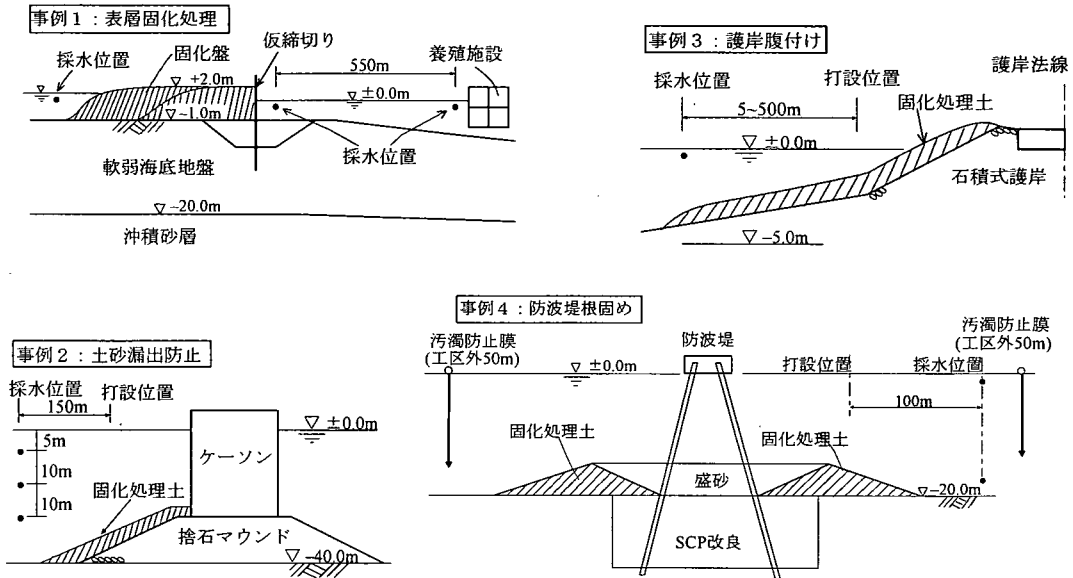 事例1：表層固化処理
採水位置
固化盤
仮締切り
550m
養殖施設
▽ +2.0m
▽ ±0.0m
▽ -1.0m
採水位置
軟弱海底地盤
▽ -20.0m
沖積砂層
事例3：護岸腹付け
採水位置
打設位置
護岸法線
5~500m
固化処理土
▽ ±0.0m
石積式護岸
▽ -5.0m
事例2：土砂漏出防止
採水位置
打設位置
150m
▽ ±0.0m
5m
ケーソン
10m
固化処理土
10m
捨石マウンド
▽ -40.0m
事例4：防波堤根固め
汚濁防止膜
(工区外50m)
防波堤
汚濁防止膜
(工区外50m)
▽ ±0.0m
打設位置
採水位置
100m
固化処理土
固化処理土
盛砂
▽ -20.0m
SCP改良